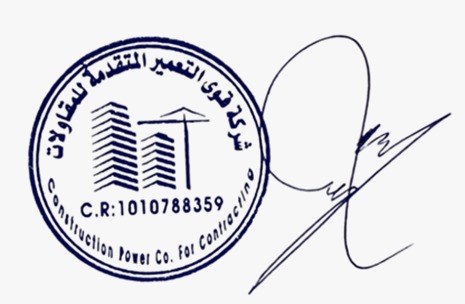 شركة قوى التعمير المتقدمة للمقاولات
C.R:1010788359
Construction Power Co. For Contracting